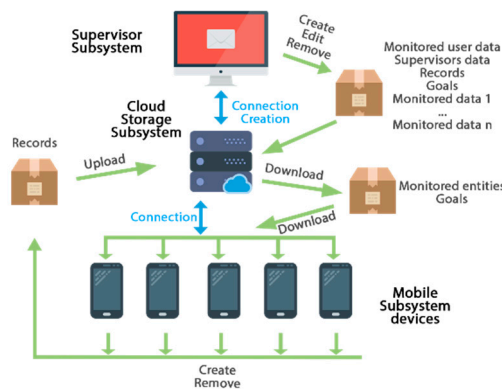 Supervisor
Subsystem
Create
Edit
Remove
Monitored user data
Supervisors data
Records
Goals
Monitored data 1
...
Monitored data n
Connection
Creation
Cloud
Storage
Subsystem
Records
Upload
Download
Monitored entities
Goals
Connection
Download
Mobile
Subsystem
devices
Create
Remove